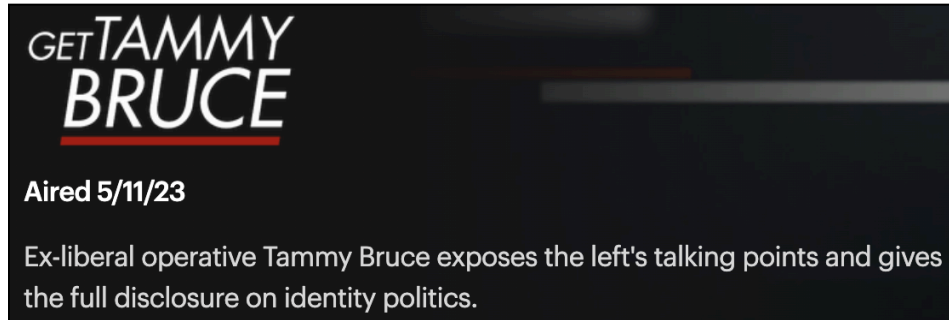 GET TAMMY
BRUCE
Aired 5/11/23
Ex-liberal operative Tammy Bruce exposes the left's talking points and gives
the full disclosure on identity politics.